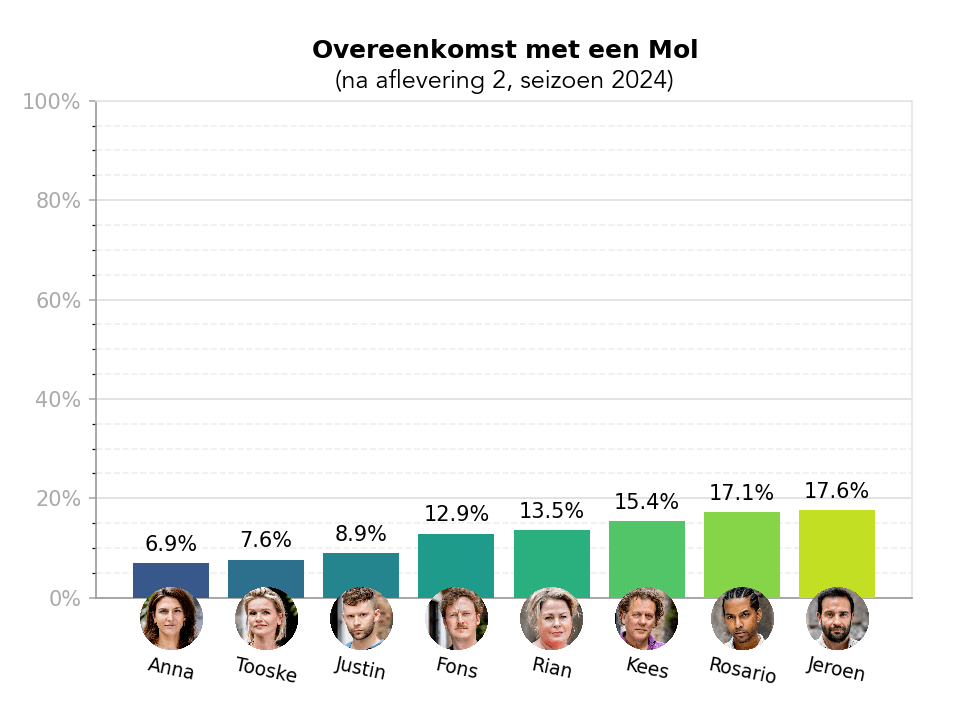 Overeenkomst met een Mol
(na aflevering 2, seizoen 2024)
100%
80%
60%
40%
20%
0%
6.9%
7.6%
8.9%
12.9%
13.5%
15.4%
17.1%
17.6%
Anna
Tooske
Justin
Fons
Rian
Kees
Rosario
Jeroen